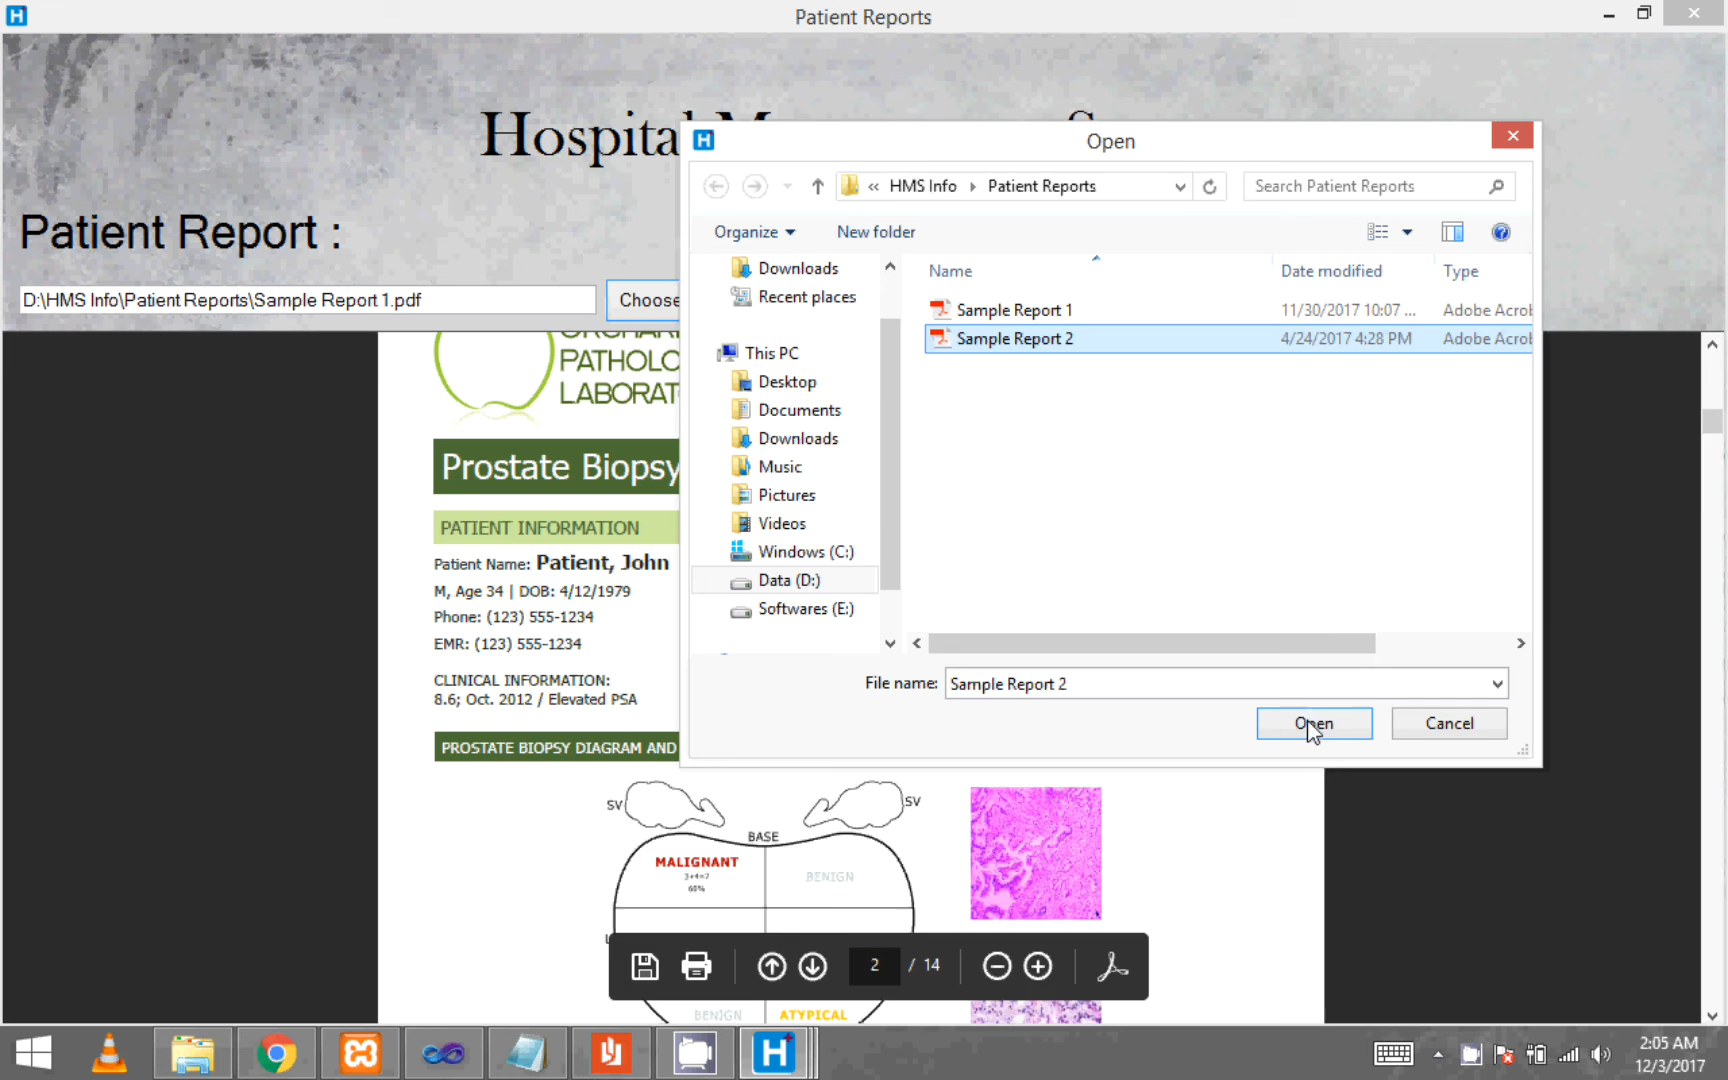 Patient Reports
Hospital
Patient Report :
D:\HMS Info\Patient Reports\Sample Report 1.pdf
Choose
Open
« HMS Info Patient Reports
Search Patient Reports
Organize
New folder
Downloads
Recent places
This PC
Desktop
Documents
Downloads
Music
Pictures
Videos
Windows (C:)
Data (D:)
Softwares (E:)
Name Date modified Type
Sample Report 1 11/30/2017 10:07 ... Adobe Acrob
Sample Report 2 4/24/2017 4:28 PM Adobe Acrob
File name: Sample Report 2
Open Cancel
PATHOLO
LABORAT
Prostate Biopsy
PATIENT INFORMATION
Patient Name: Patient, John
M, Age 34 | DOB: 4/12/1979
Phone: (123) 555-1234
EMR: (123) 555-1234
CLINICAL INFORMATION:
8.6; Oct. 2012 / Elevated PSA
PROSTATE BIOPSY DIAGRAM AND
SV SV
BASE
MALIGNANT
3+4=7
60%
BENIGN
2 / 14
BENIGN ATYPICAL
2:05 AM
12/3/2017